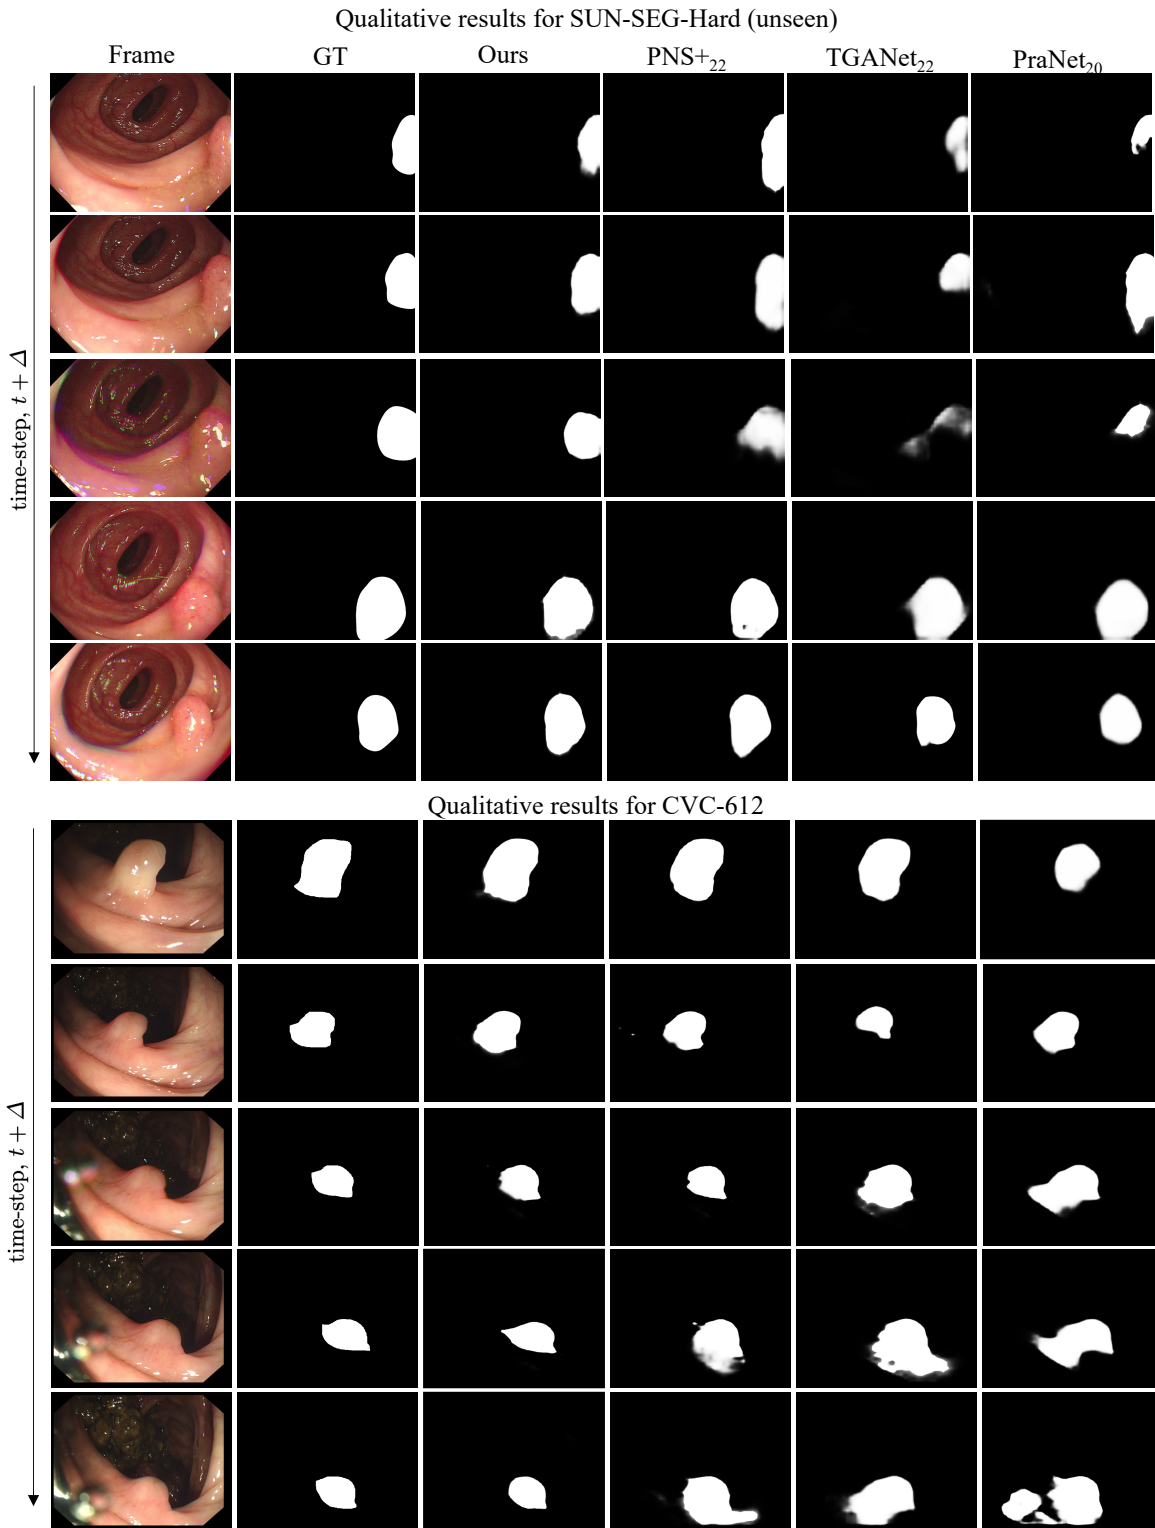 Qualitative results for SUN-SEG-Hard (unseen)
Frame GT Ours PNS+₂₂ TGANet₂₂ PraNet₂₀
time-step, t + Δ
Qualitative results for CVC-612
time-step, t + Δ